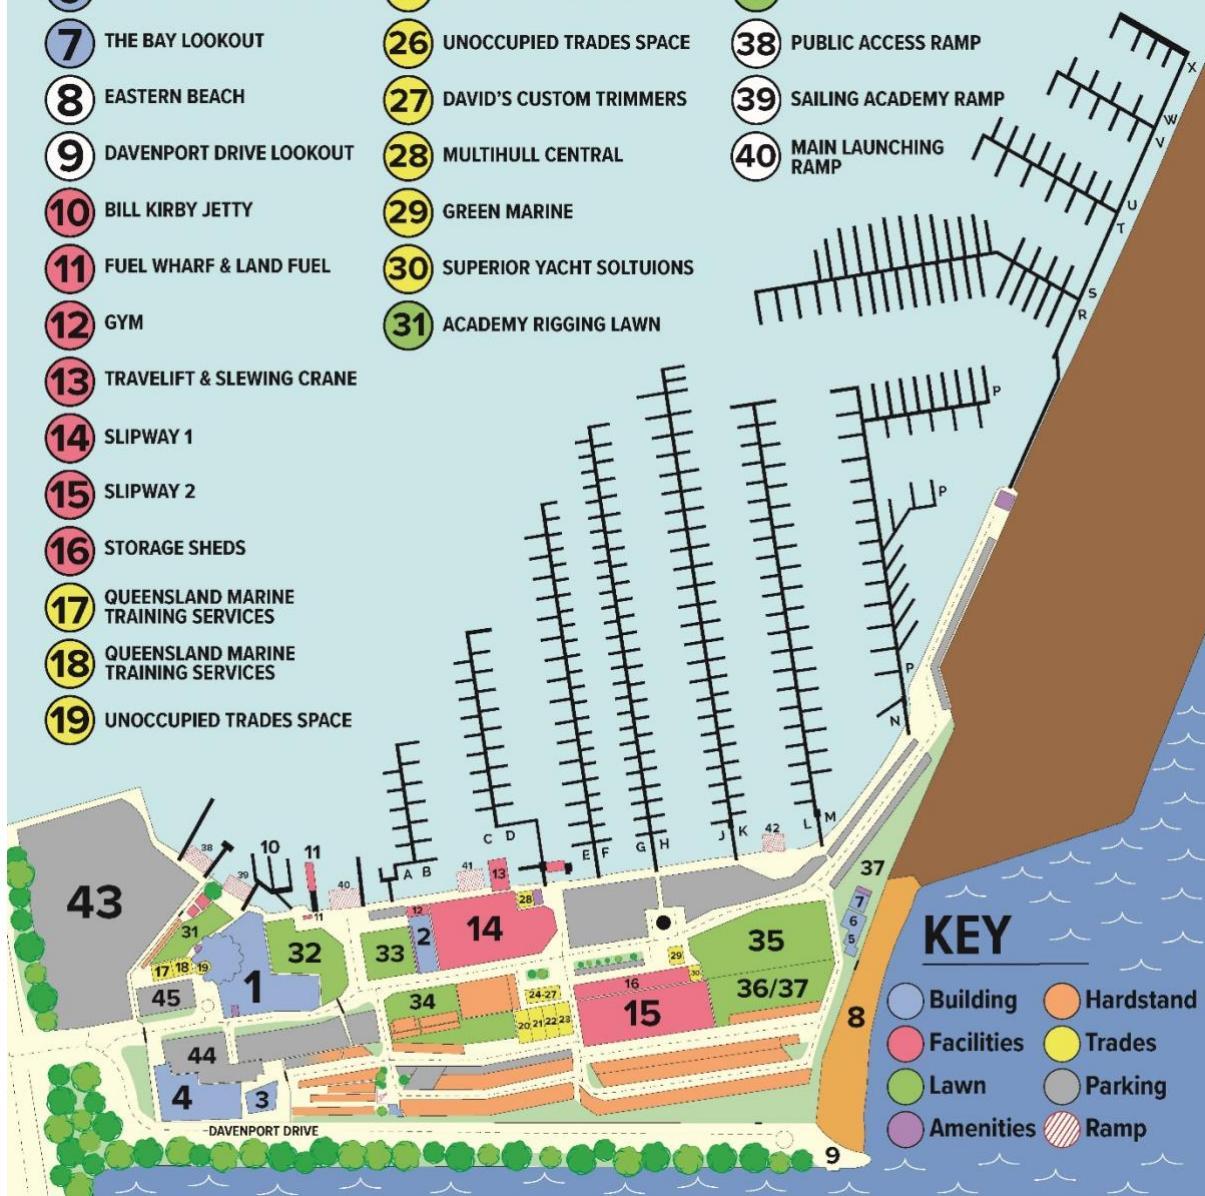 7 THE BAY LOOKOUT
8 EASTERN BEACH
9 DAVENPORT DRIVE LOOKOUT
10 BILL KIRBY JETTY
11 FUEL WHARF & LAND FUEL
12 GYM
13 TRAVELIFT & SLEWING CRANE
14 SLIPWAY 1
15 SLIPWAY 2
16 STORAGE SHEDS
17 QUEENSLAND MARINE
TRAINING SERVICES
18 QUEENSLAND MARINE
TRAINING SERVICES
19 UNOCCUPIED TRADES SPACE
26 UNOCCUPIED TRADES SPACE
27 DAVID'S CUSTOM TRIMMERS
28 MULTIHULL CENTRAL
29 GREEN MARINE
30 SUPERIOR YACHT SOLTUIONS
31 ACADEMY RIGGING LAWN
38 PUBLIC ACCESS RAMP
39 SAILING ACADEMY RAMP
40 MAIN LAUNCHING
RAMP
X
W
V
U
T
S
R
P
P
P
N
C D
E F
G H
J K
L M
A B
42
41
40
39
38
10
11
11
43
31
17 18 19
45
1
32
33
12
2
14
13
28
34
24-27
20 21 22 23
29
30
16
15
35
36/37
37
7
6
5
8
44
4
3
DAVENPORT DRIVE
9
KEY
Building Hardstand
Facilities Trades
Lawn Parking
Amenities Ramp